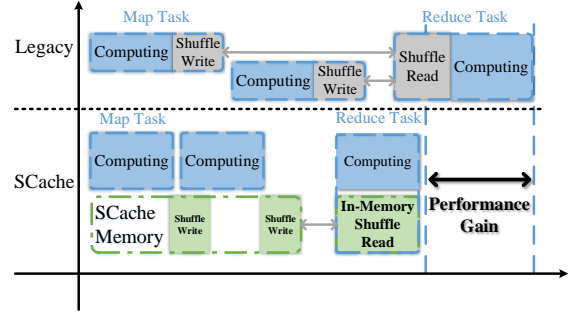 Map Task
Reduce Task
Legacy
Computing
Shuffle
Write
Computing
Shuffle
Write
Shuffle
Read
Computing
Map Task
Reduce Task
SCache
Computing
Computing
Computing
SCache
Memory
Shuffle
Write
Shuffle
Write
In-Memory
Shuffle
Read
Performance
Gain